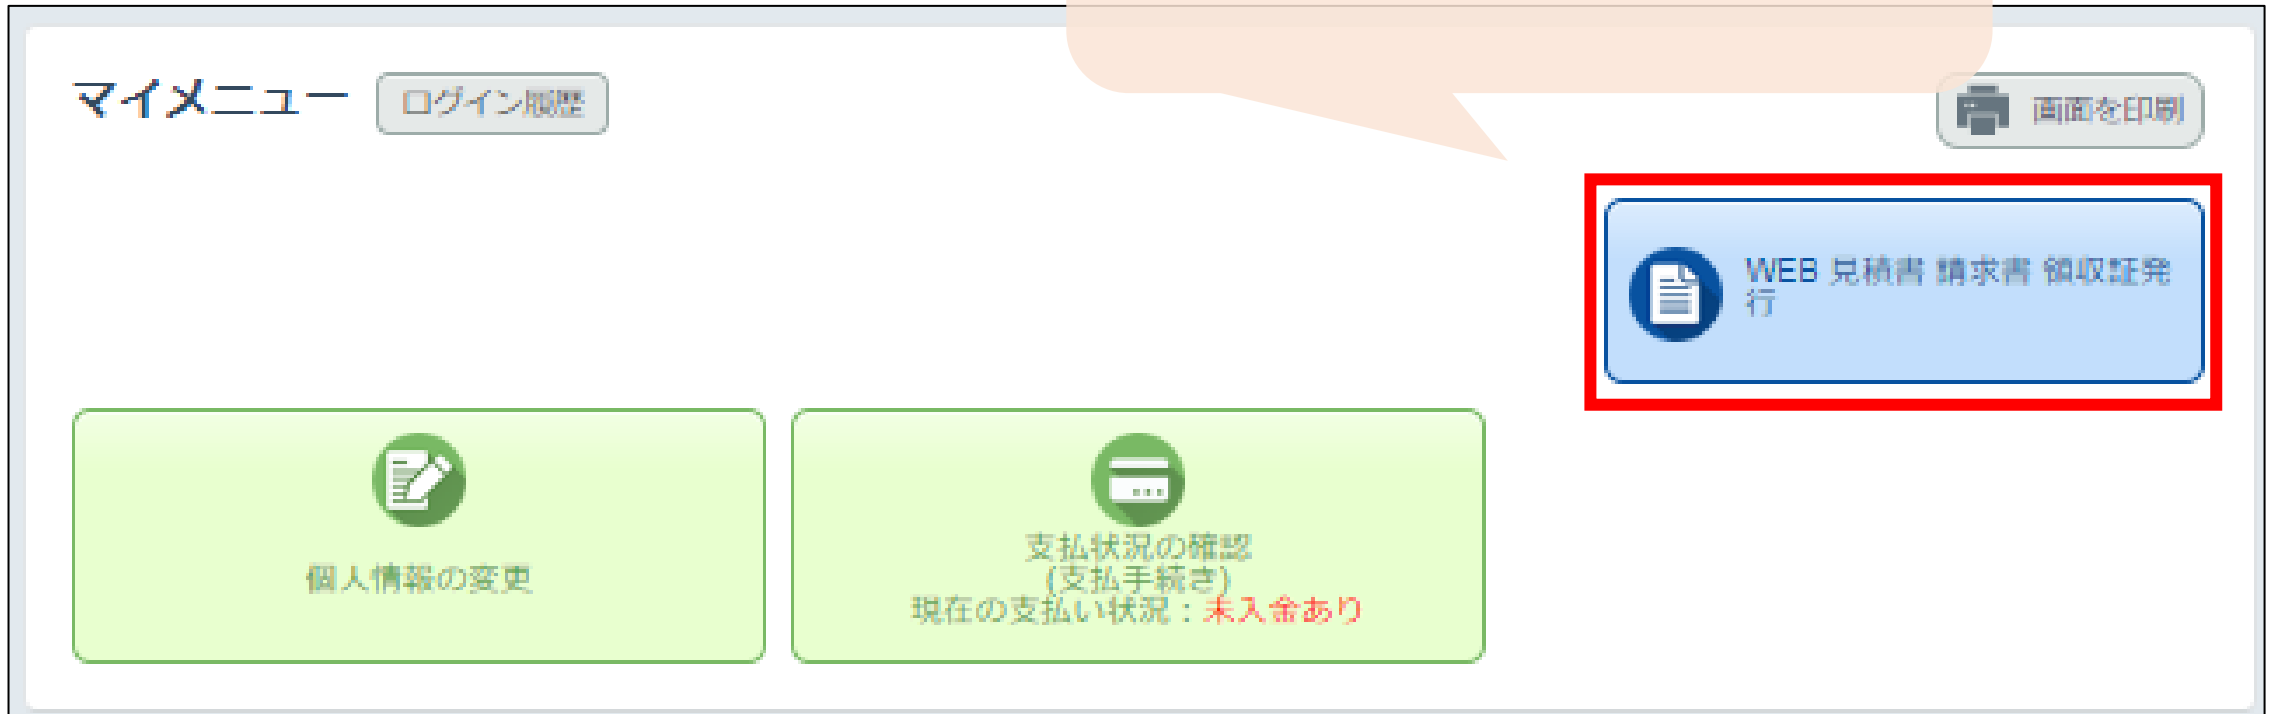 マイメニュー ログイン履歴
画面を印刷
WEB 見積書 請求書 領収証発
行
個人情報の変更
支払状況の確認
(支払手続き)
現在の支払い状況：未入金あり